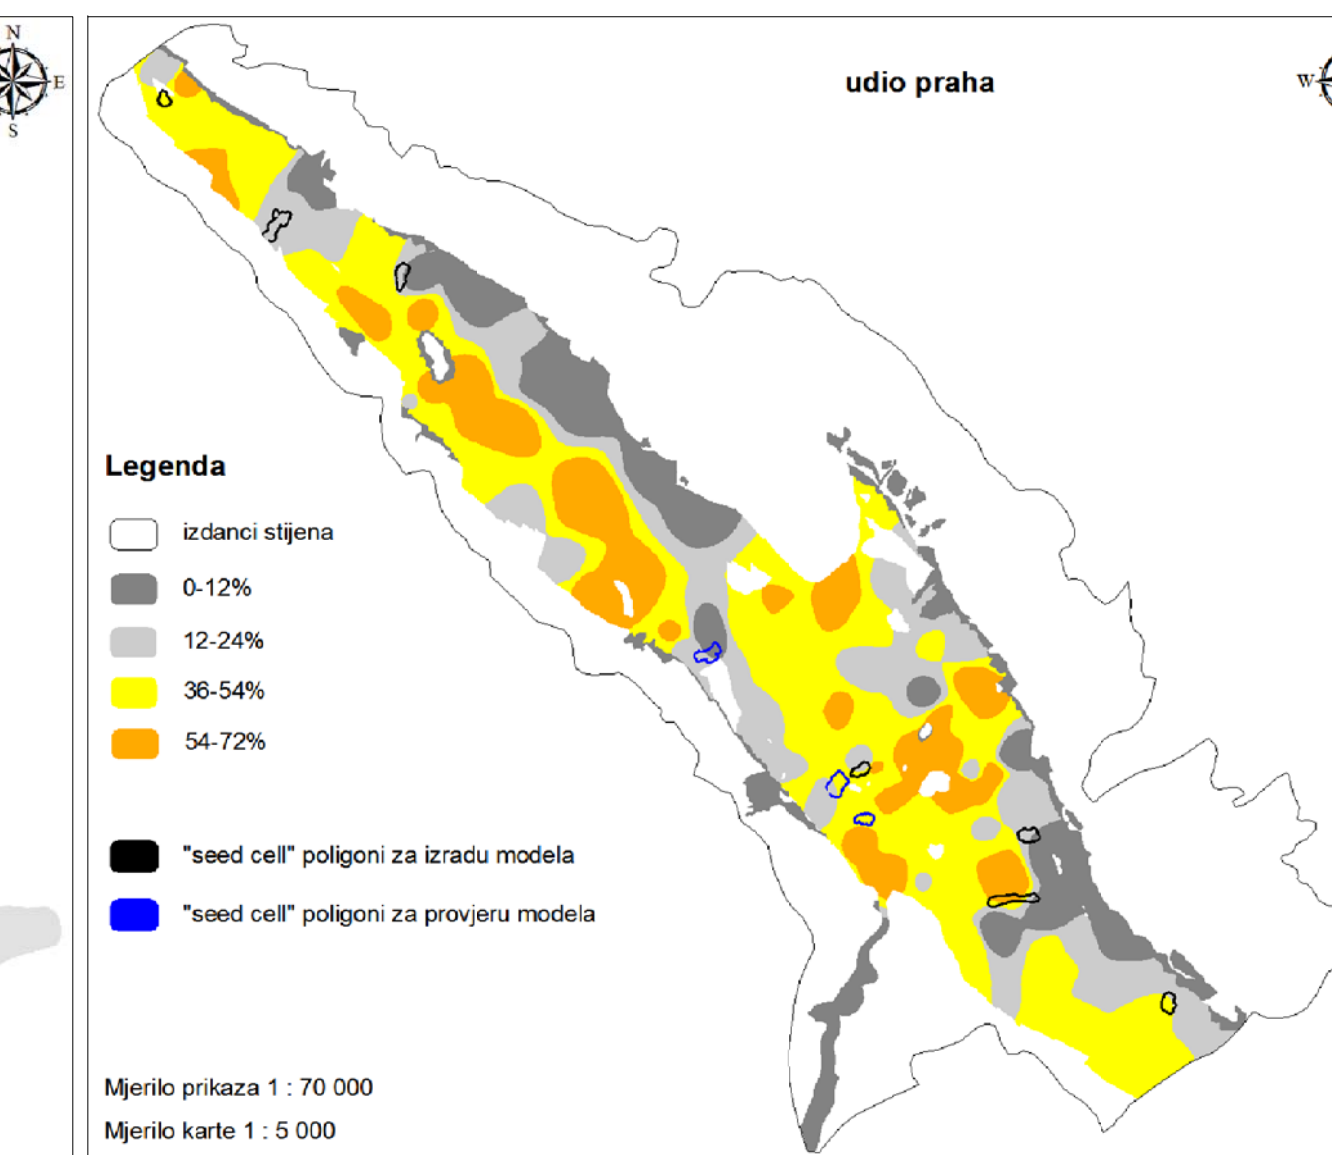 N
E
S
udio praha
W
Legenda
izdanci stijena
0-12%
12-24%
36-54%
54-72%
"seed cell" poligoni za izradu modela
"seed cell" poligoni za provjeru modela
Mjerilo prikaza 1 : 70 000
Mjerilo karte 1 : 5 000